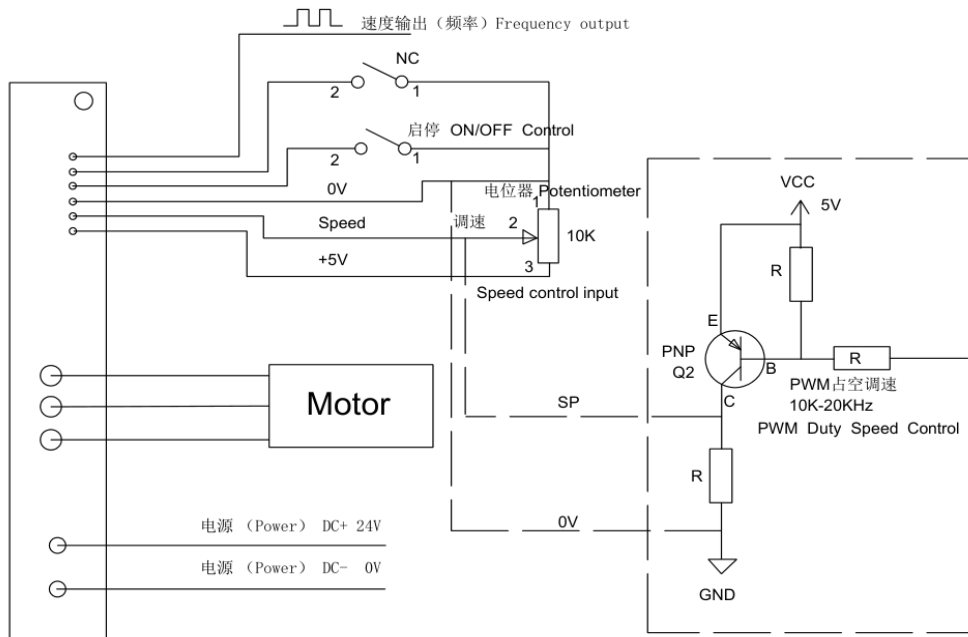 速度输出（频率）Frequency output
NC
2
1
启停 ON/OFF Control
2
1
0V
电位器 Potentiometer
1
Speed
调速
2
10K
+5V
3
Speed control input
VCC
5V
R
E
PNP
Q2
B
R
C
PWM占空调速
10K-20KHz
PWM Duty Speed Control
Motor
SP
R
0V
GND
电源 （Power） DC+ 24V
电源 （Power） DC- 0V